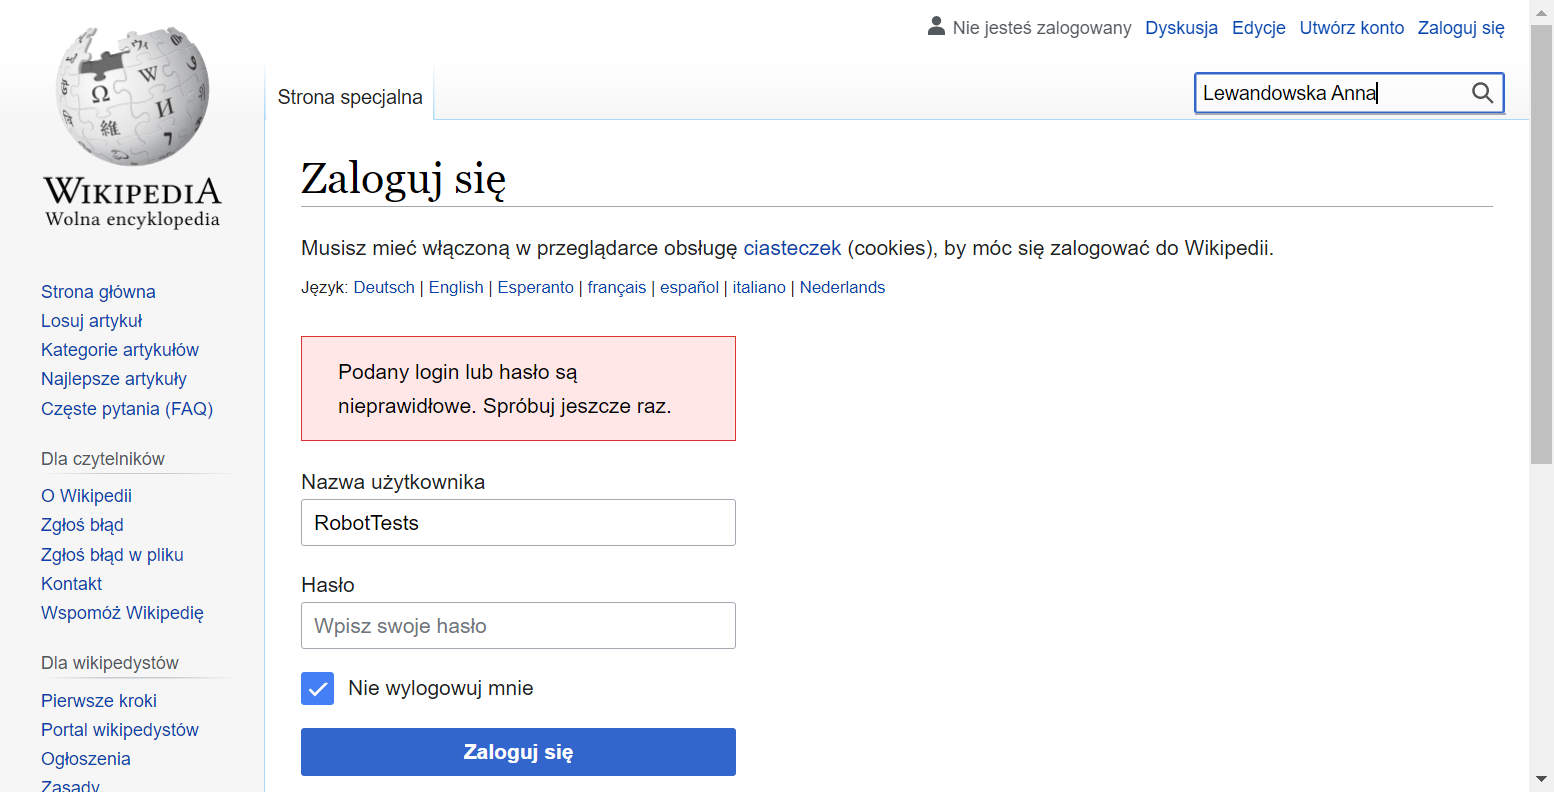 Nie jesteś zalogowany Dyskusja Edycje Utwórz konto Zaloguj się
Strona specjalna
Lewandowska Anna
WIKIPEDIA
Wolna encyklopedia
Strona główna
Losuj artykuł
Kategorie artykułów
Najlepsze artykuły
Częste pytania (FAQ)
Dla czytelników
O Wikipedii
Zgłoś błąd
Zgłoś błąd w pliku
Kontakt
Wspomóż Wikipedię
Dla wikipedystów
Pierwsze kroki
Portal wikipedystów
Ogłoszenia
Zasady
Zaloguj się
Musisz mieć włączoną w przeglądarce obsługę ciasteczek (cookies), by móc się zalogować do Wikipedii.
Język: Deutsch | English | Esperanto | français | español | italiano | Nederlands
Podany login lub hasło są
nieprawidłowe. Spróbuj jeszcze raz.
Nazwa użytkownika
RobotTests
Hasło
Wpisz swoje hasło
Nie wylogowuj mnie
Zaloguj się